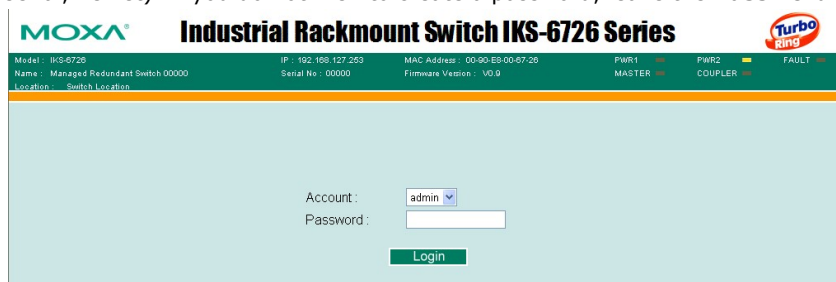 MOXA® Industrial Rackmount Switch IKS-6726 Series Turbo Ring
Model : IKS-6726 IP : 192.168.127.253 MAC Address : 00-90-E8-00-67-26 PWR1 PWR2 FAULT
Name : Managed Redundant Switch 00000 Serial No : 00000 Firmware Version : V0.9 MASTER COUPLER
Location : Switch Location
Account :
admin
Password :
Login